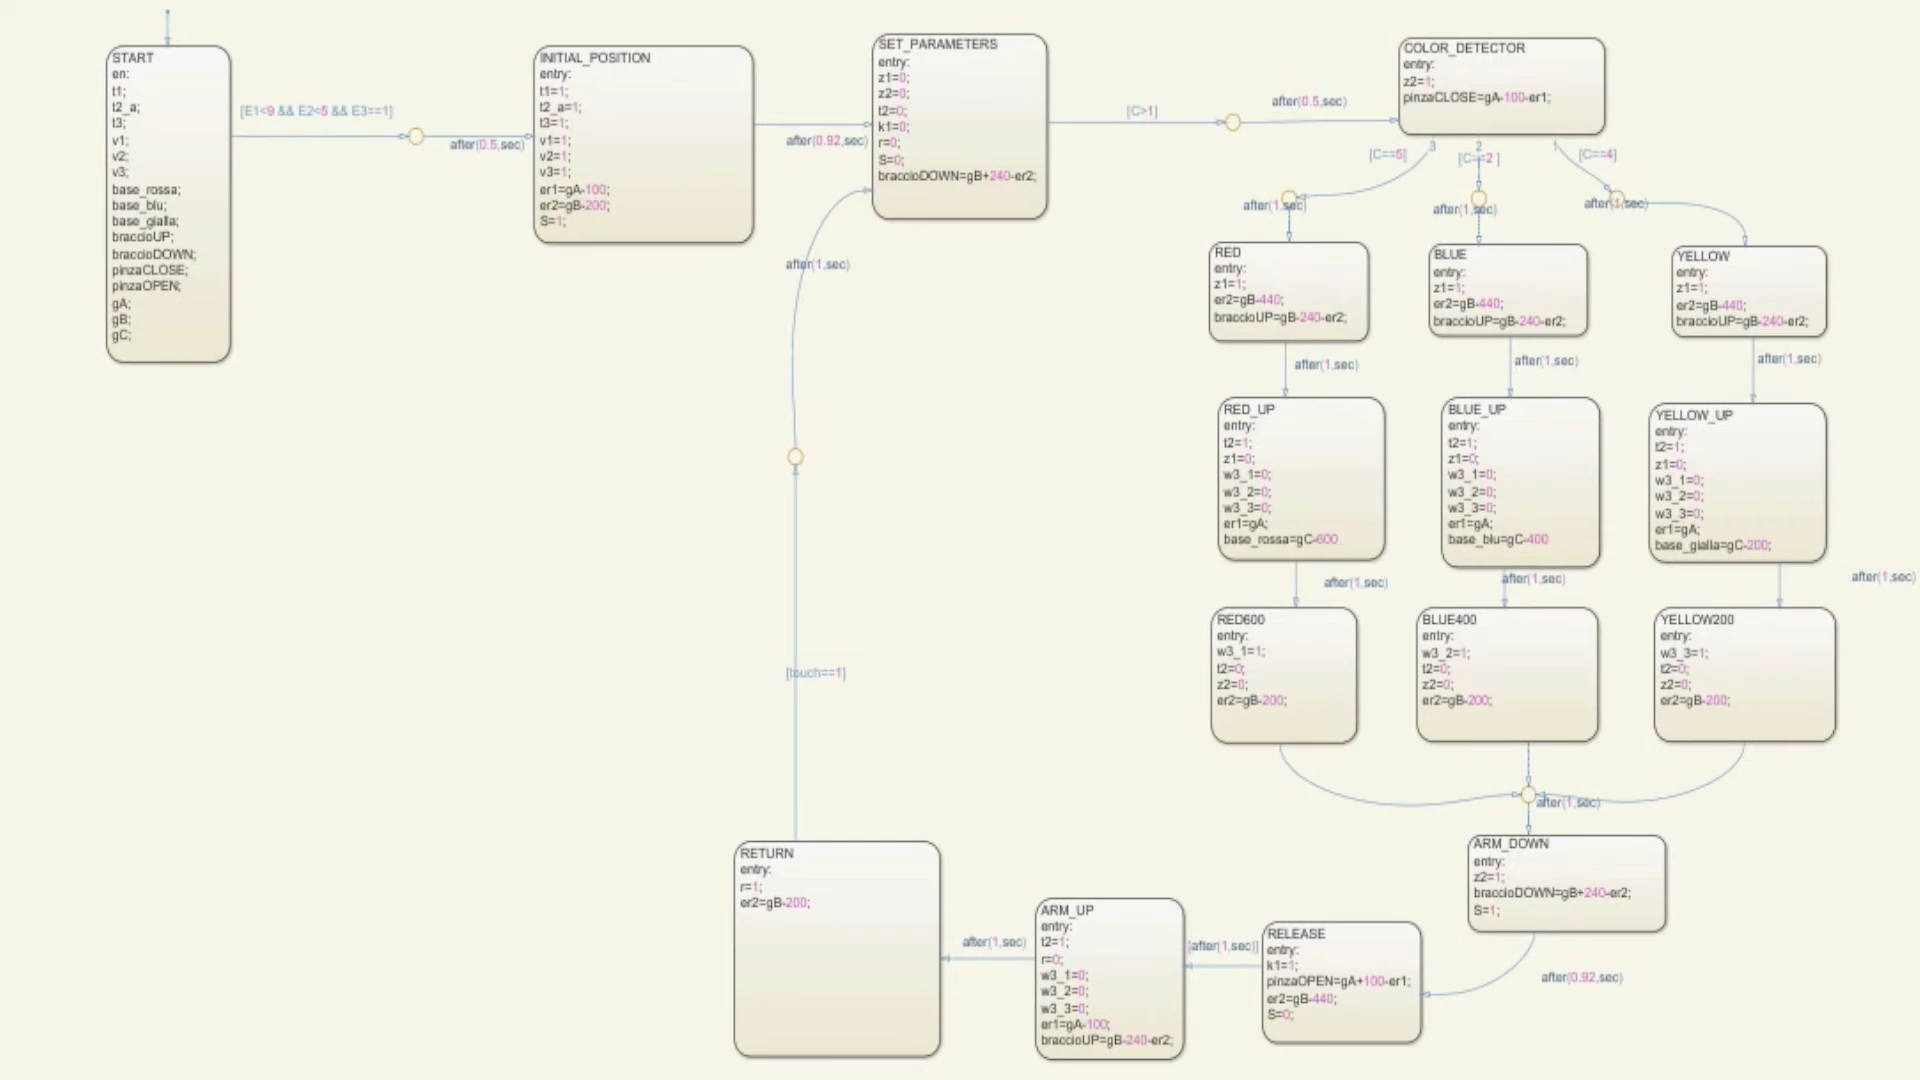 START
en:
t1;
t2_a;
t3;
v1;
v2;
v3;
base_rossa;
base_blu;
base_gialla;
braccioUP;
braccioDOWN;
pinzaCLOSE;
pinzaOPEN;
gA;
gB;
gC;
[E1<9 && E2<5 && E3==1]
after(0.5,sec)
INITIAL_POSITION
entry:
t1=1;
t2_a=1;
t3=1;
v1=1;
v2=1;
v3=1;
er1=gA-100;
er2=gB-200;
S=1;
after(0.92,sec)
SET_PARAMETERS
entry:
z1=0;
z2=0;
t2=0;
k1=0;
r=0;
S=0;
braccioDOWN=gB+240-er2;
[C>1]
after(0.5,sec)
COLOR_DETECTOR
entry:
z2=1;
pinzaCLOSE=gA-100-er1;
3
2
1
[C==5]
[C==2 ]
[C==4]
after(1,sec)
after(1,sec)
after(1,sec)
RED
entry:
z1=1;
er2=gB-440;
braccioUP=gB-240-er2;
BLUE
entry:
z1=1;
er2=gB-440;
braccioUP=gB-240-er2;
YELLOW
entry:
z1=1;
er2=gB-440;
braccioUP=gB-240-er2;
after(1,sec)
after(1,sec)
after(1,sec)
RED_UP
entry:
t2=1;
z1=0;
w3_1=0;
w3_2=0;
w3_3=0;
er1=gA;
base_rossa=gC-600
BLUE_UP
entry:
t2=1;
z1=0;
w3_1=0;
w3_2=0;
w3_3=0;
er1=gA;
base_blu=gC-400
YELLOW_UP
entry:
t2=1;
z1=0;
w3_1=0;
w3_2=0;
w3_3=0;
er1=gA;
base_gialla=gC-200;
after(1,sec)
after(1,sec)
after(1,sec)
RED600
entry:
w3_1=1;
t2=0;
z2=0;
er2=gB-200;
BLUE400
entry:
w3_2=1;
t2=0;
z2=0;
er2=gB-200;
YELLOW200
entry:
w3_3=1;
t2=0;
z2=0;
er2=gB-200;
after(1,sec)
ARM_DOWN
entry:
z2=1;
braccioDOWN=gB+240-er2;
S=1;
after(0.92,sec)
RELEASE
entry:
k1=1;
pinzaOPEN=gA+100-er1;
er2=gB-440;
S=0;
[after(1,sec)]
ARM_UP
entry:
t2=1;
r=0;
w3_1=0;
w3_2=0;
w3_3=0;
er1=gA-100;
braccioUP=gB-240-er2;
after(1,sec)
RETURN
entry:
r=1;
er2=gB-200;
[touch==1]
after(1,sec)